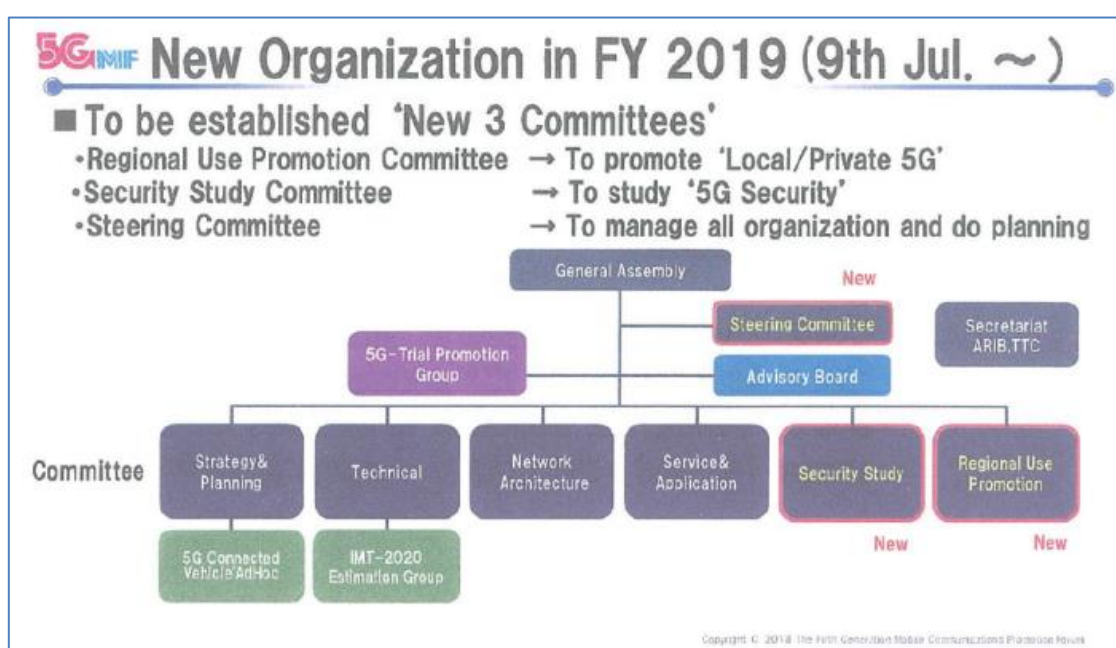 5GMF New Organization in FY 2019 (9th Jul. ～)
■ To be established 'New 3 Committees'
•Regional Use Promotion Committee → To promote 'Local/Private 5G'
•Security Study Committee → To study '5G Security'
•Steering Committee → To manage all organization and do planning
General Assembly
New
Steering Committee
Secretariat
ARIB,TTC
5G-Trial Promotion
Group
Advisory Board
Committee
Strategy&
Planning
Technical
Network
Architecture
Service&
Application
Security Study
Regional Use
Promotion
New
New
5G Connected
Vehicle'AdHoc
IMT-2020
Estimation Group
Copyright © 2018 The Fifth Generation Mobile Communications Promotion Forum